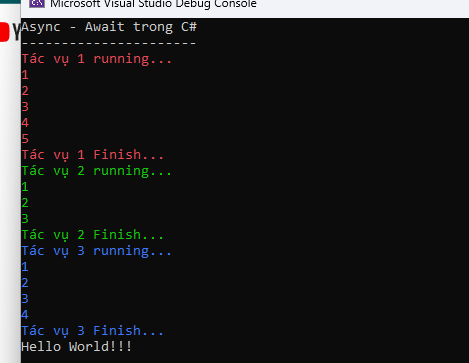 Microsoft Visual Studio Debug Console
Async - Await trong C#
----------------------
Tác vụ 1 running...
1
2
3
4
5
Tác vụ 1 Finish...
Tác vụ 2 running...
1
2
3
Tác vụ 2 Finish...
Tác vụ 3 running...
1
2
3
4
Tác vụ 3 Finish...
Hello World!!!